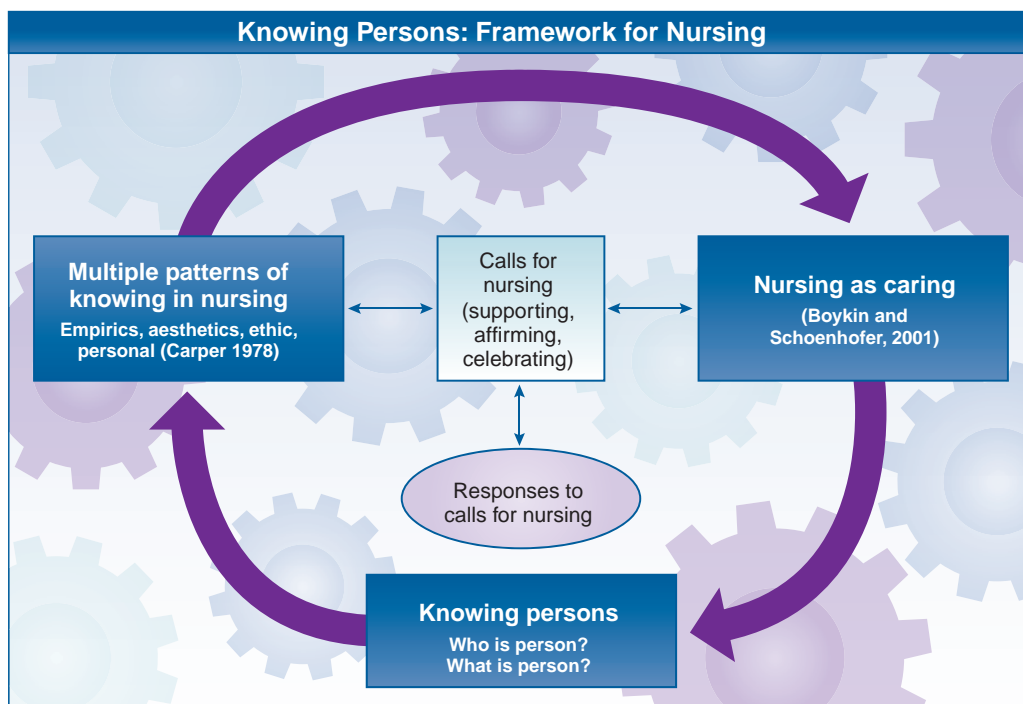 Knowing Persons: Framework for Nursing
Multiple patterns of
knowing in nursing
Empirics, aesthetics, ethic,
personal (Carper 1978)
Calls for
nursing
(supporting,
affirming,
celebrating)
Nursing as caring
(Boykin and
Schoenhofer, 2001)
Responses to
calls for nursing
Knowing persons
Who is person?
What is person?